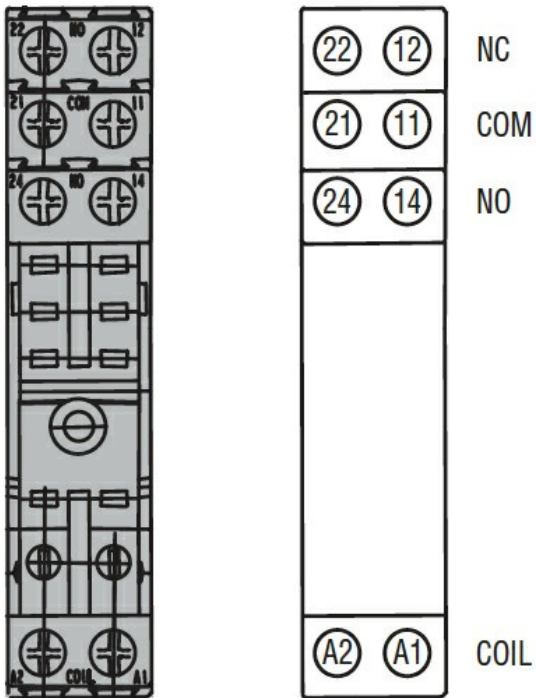 22 NO 12
22 12 NC
21 COM 11
21 11 COM
24 NO 14
24 14 NO
A2 A1 COIL
A2 COIL A1